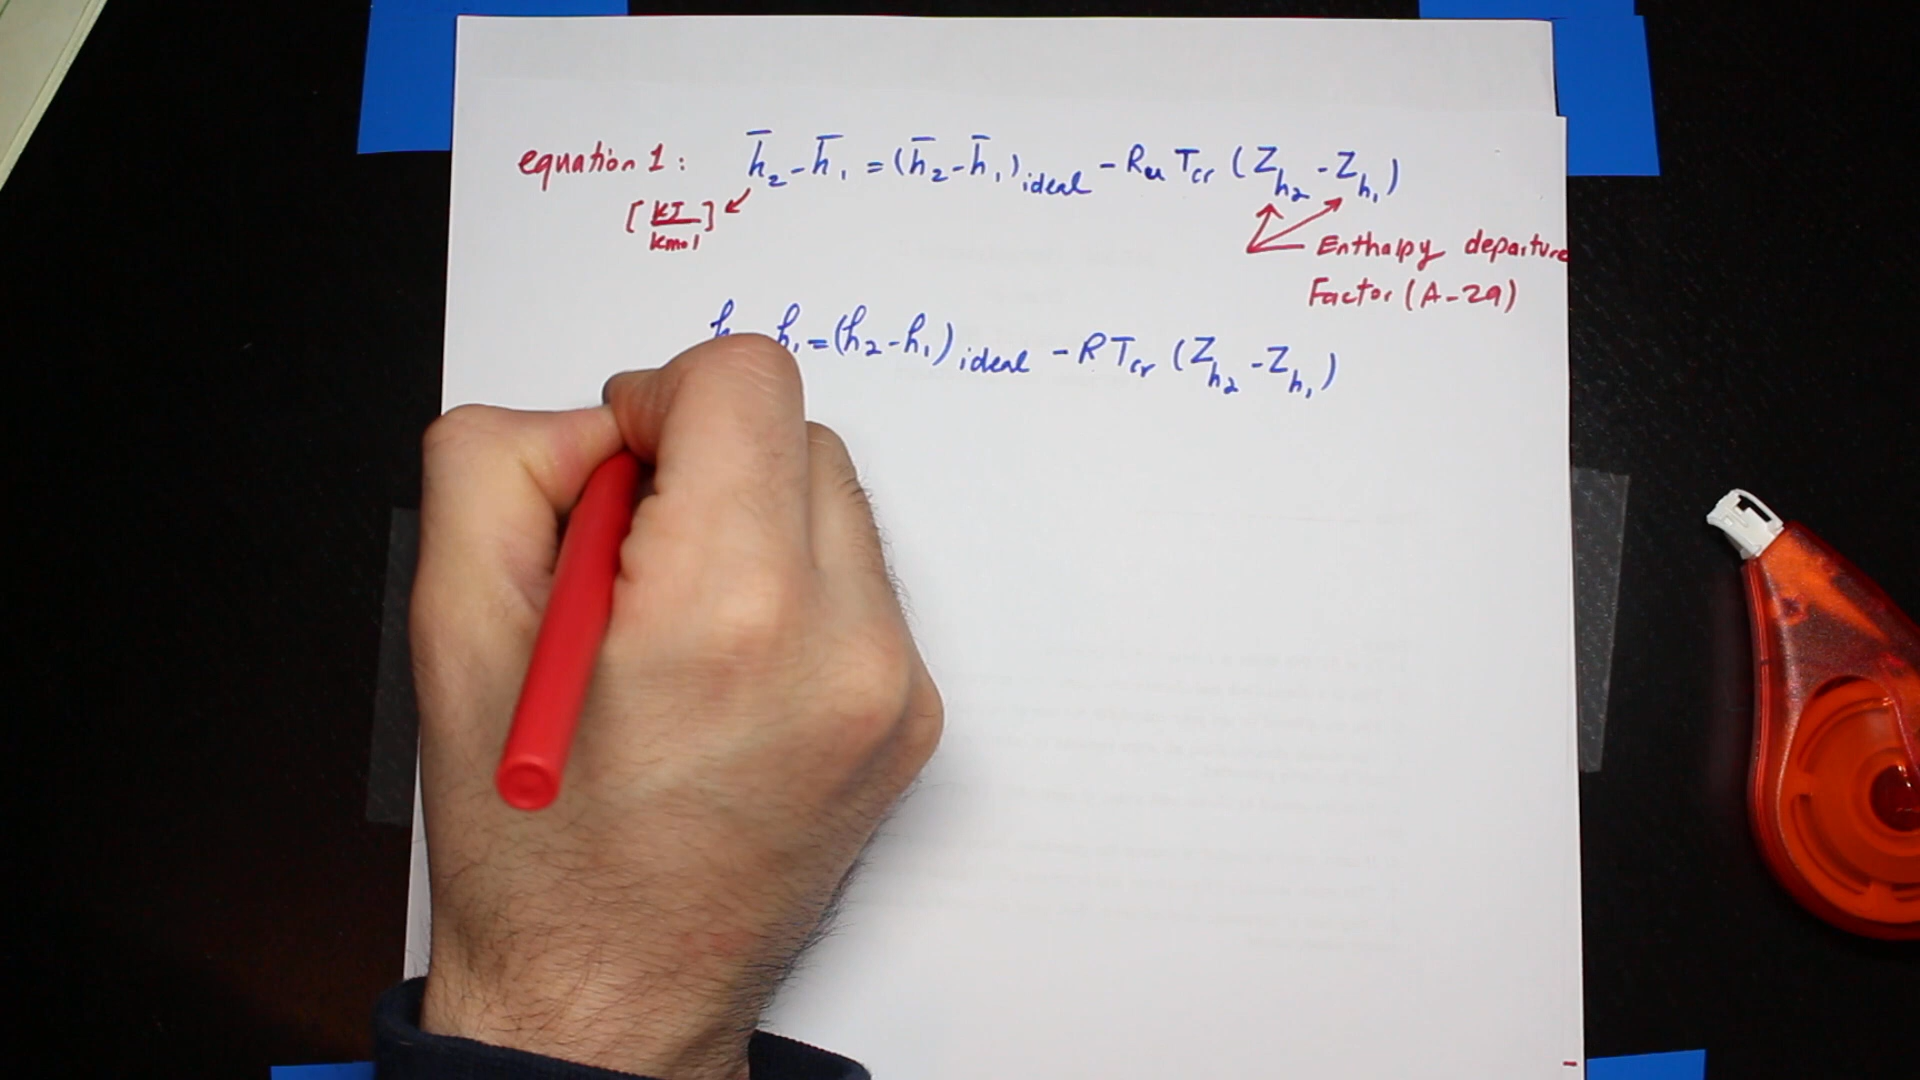 equation 1 : h̄₂ - h̄₁ = (h̄₂ - h̄₁)ideal - Ru Tcr (Zh₂ - Zh₁)
[kJ/kmol]
Enthalpy departure
Factor (A-29)
h₁ = (h₂ - h₁)ideal - R Tcr (Zh₂ - Zh₁)